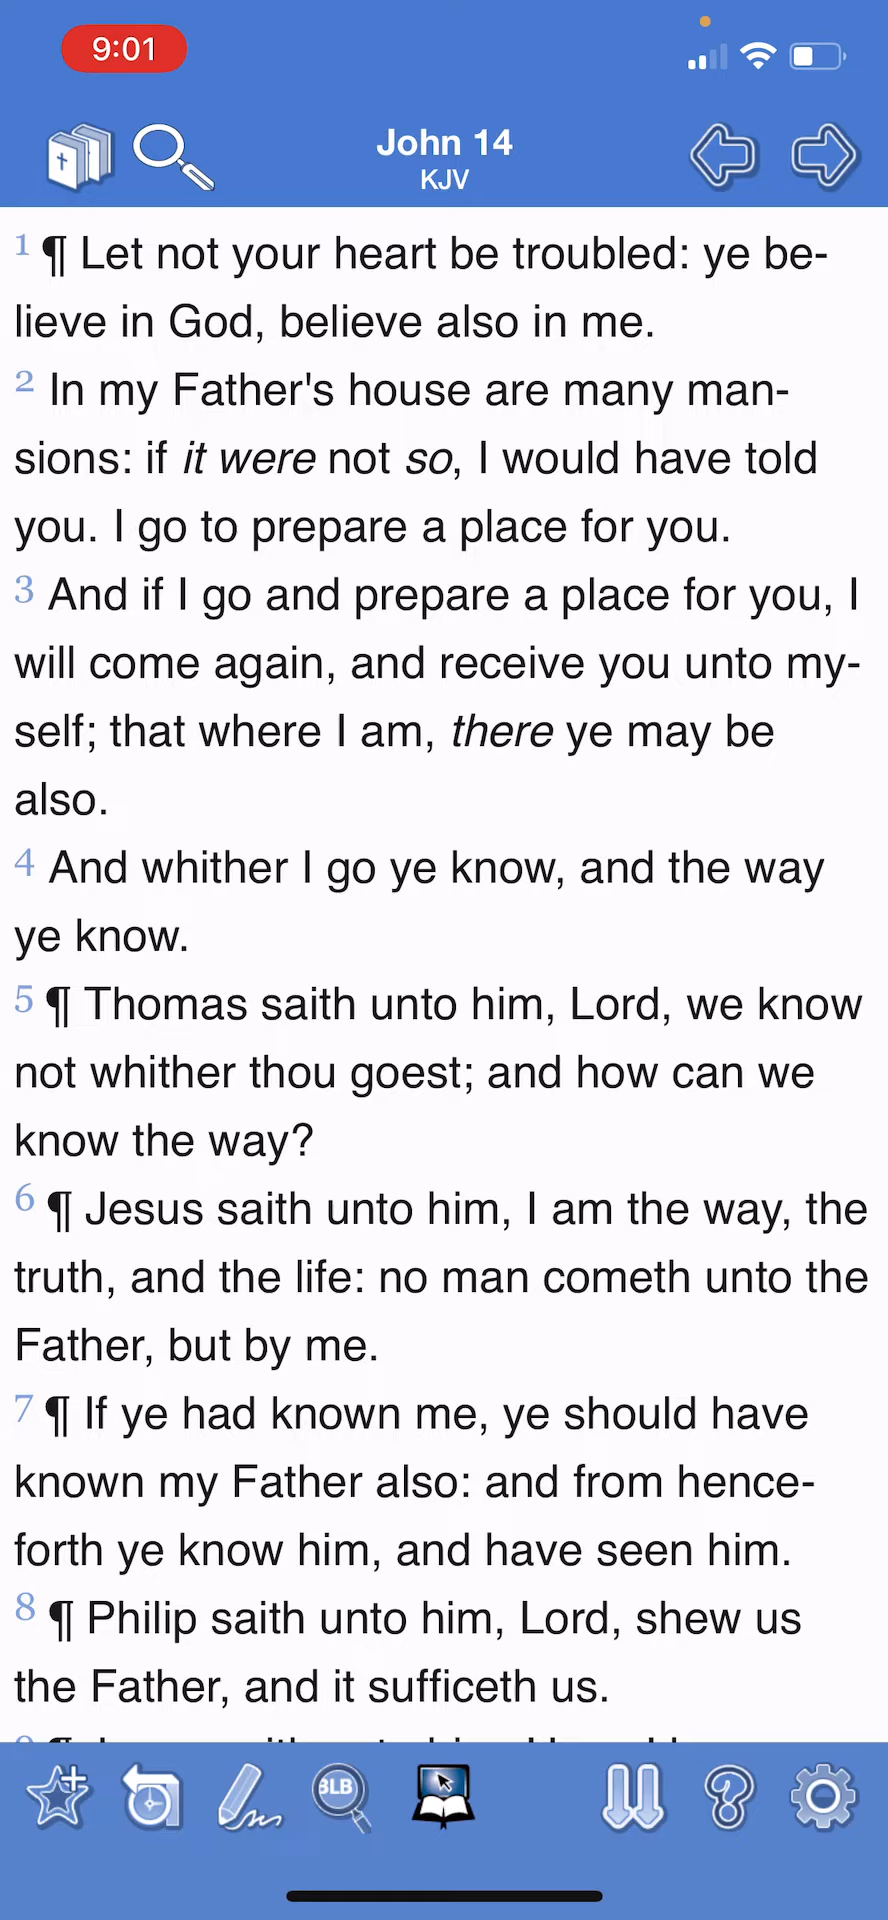 9:01
John 14
KJV
1 ¶ Let not your heart be troubled: ye be-
lieve in God, believe also in me.
2 In my Father's house are many man-
sions: if it were not so, I would have told
you. I go to prepare a place for you.
3 And if I go and prepare a place for you, I
will come again, and receive you unto my-
self; that where I am, there ye may be
also.
4 And whither I go ye know, and the way
ye know.
5 ¶ Thomas saith unto him, Lord, we know
not whither thou goest; and how can we
know the way?
6 ¶ Jesus saith unto him, I am the way, the
truth, and the life: no man cometh unto the
Father, but by me.
7 ¶ If ye had known me, ye should have
known my Father also: and from hence-
forth ye know him, and have seen him.
8 ¶ Philip saith unto him, Lord, shew us
the Father, and it sufficeth us.
BLB